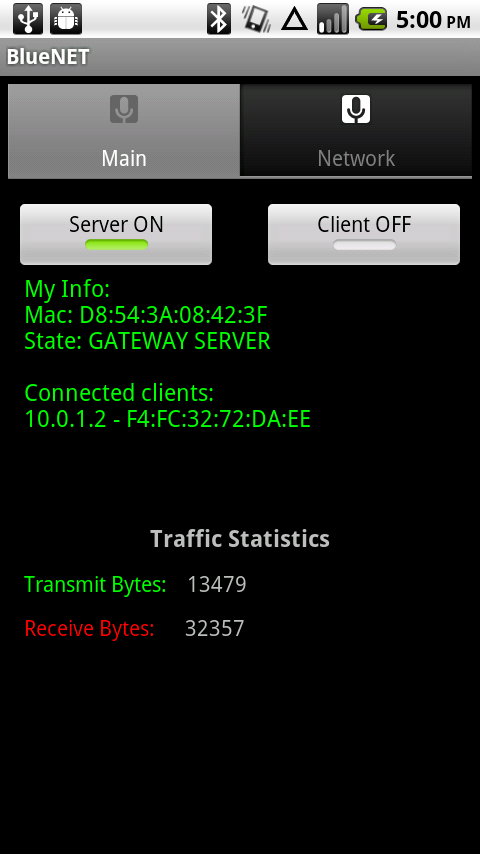 5:00 PM
BlueNET
Main
Network
Server ON
Client OFF
My Info:
Mac: D8:54:3A:08:42:3F
State: GATEWAY SERVER
Connected clients:
10.0.1.2 - F4:FC:32:72:DA:EE
Traffic Statistics
Transmit Bytes: 13479
Receive Bytes: 32357